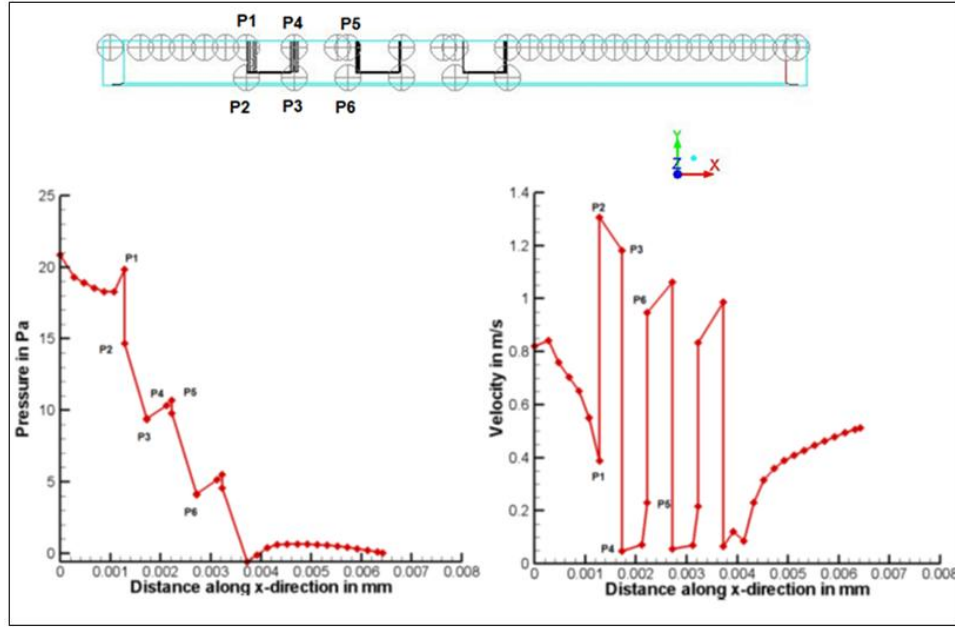 P1 P4 P5
P2 P3 P6
Y
Z X
25
20
15
10
5
0
Pressure in Pa
P1
P2
P4 P5
P3
P6
0 0.001 0.002 0.003 0.004 0.005 0.006 0.007 0.008
Distance along x-direction in mm
1.4
1.2
1
0.8
0.6
0.4
0.2
0
Velocity in m/s
P2
P3
P6
P1
P5
P4
0 0.001 0.002 0.003 0.004 0.005 0.006 0.007 0.008
Distance along x-direction in mm